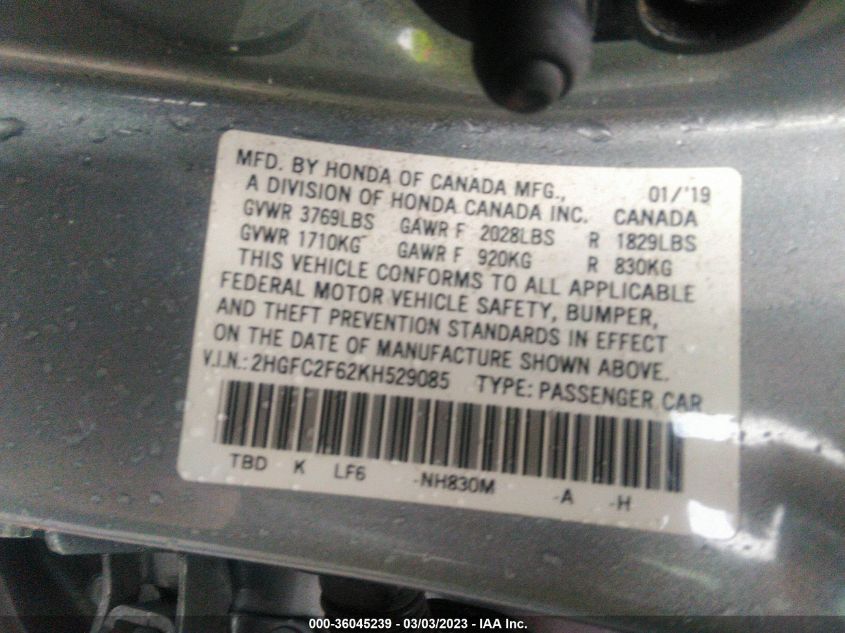 MFD. BY HONDA OF CANADA MFG., 01/'19
A DIVISION OF HONDA CANADA INC. CANADA
GVWR 3769LBS GAWR F 2028LBS R 1829LBS
GVWR 1710KG GAWR F 920KG R 830KG
THIS VEHICLE CONFORMS TO ALL APPLICABLE
FEDERAL MOTOR VEHICLE SAFETY, BUMPER,
AND THEFT PREVENTION STANDARDS IN EFFECT
ON THE DATE OF MANUFACTURE SHOWN ABOVE.
V.I.N.: 2HGFC2F62KH529085 TYPE: PASSENGER CAR
TBD K LF6 -NH830M -A -H
000-36045239 - 03/03/2023 - IAA Inc.